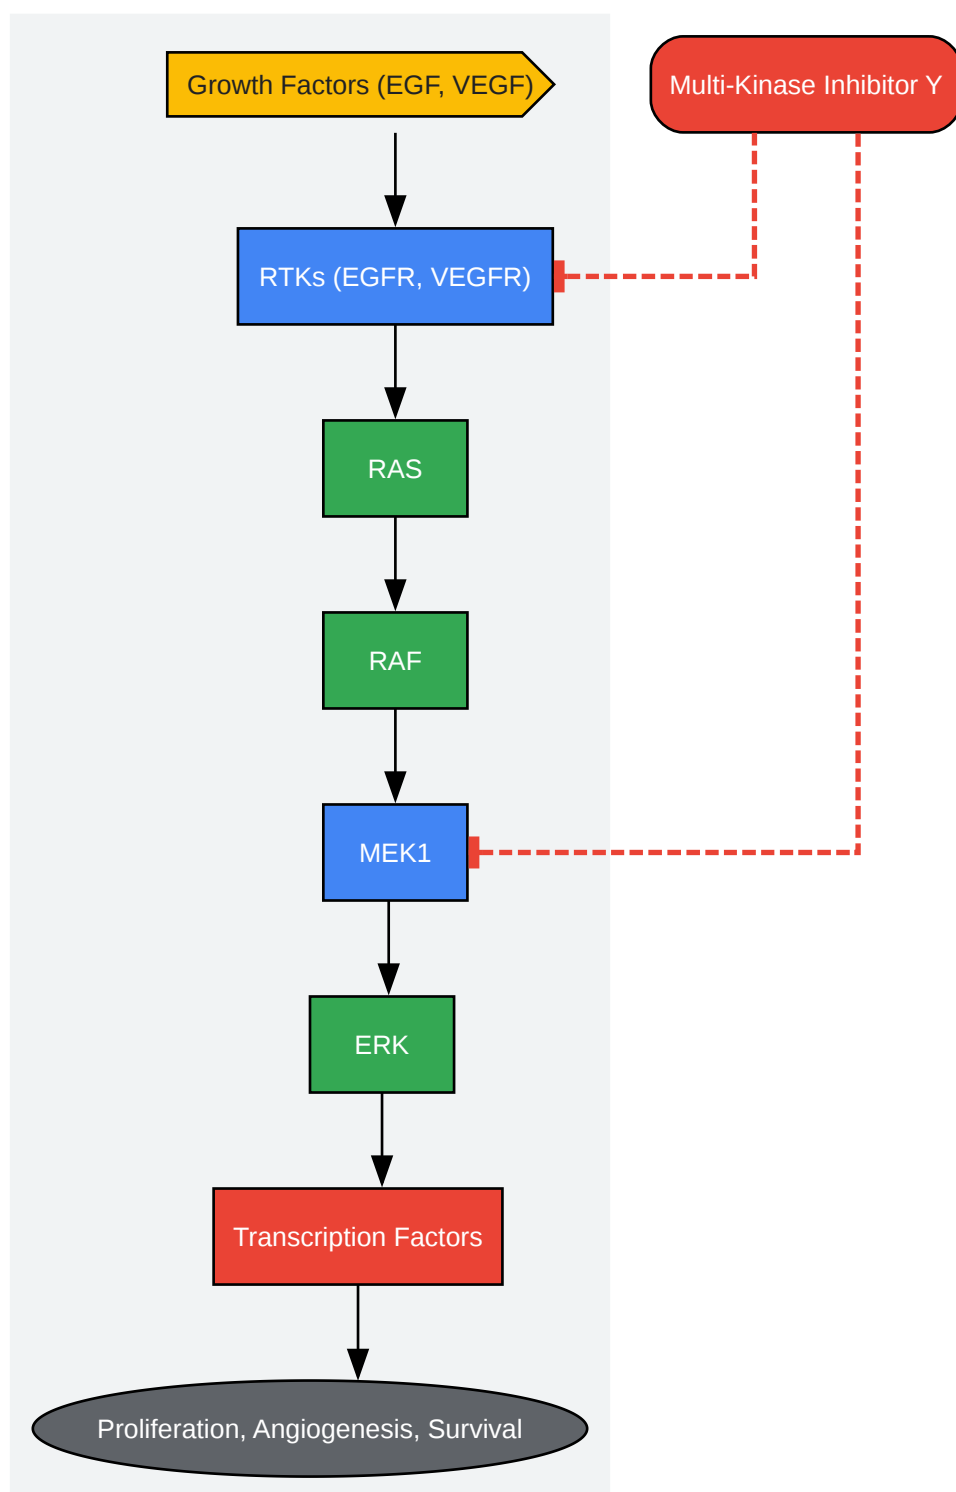 Growth Factors (EGF, VEGF)
Multi-Kinase Inhibitor Y
RTKs (EGFR, VEGFR)
RAS
RAF
MEK1
ERK
Transcription Factors
Proliferation, Angiogenesis, Survival